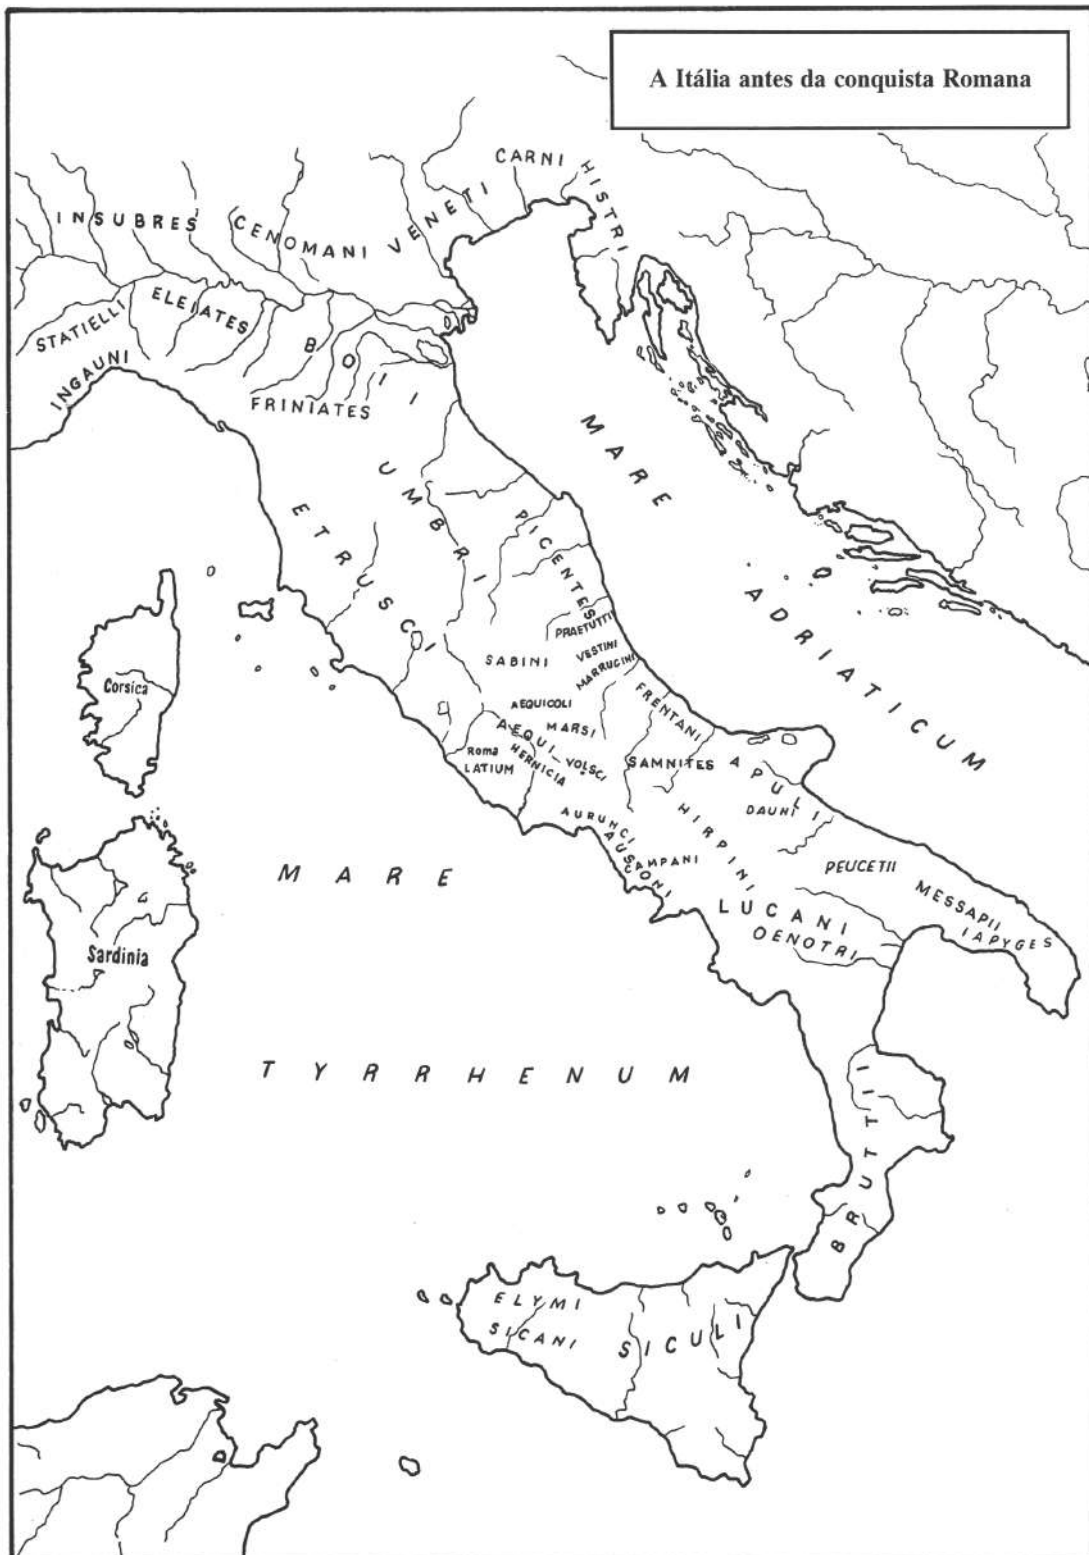 A Itália antes da conquista Romana
CARNI
HISTRI
VENETI
INSUBRES
CENOMANI
ELEIATES
STATIELLI
BOII
INGAUNI
FRINIATES
MARE
ADRIATICUM
UMBRI
ETRUSCI
PICENTES
PRAETUTTI
VESTINI
SABINI
MARRUCINI
Corsica
FRENTANI
AEQUICOLI
MARSI
AEQUI
Roma
HERNICIA
VOLSCI
LATIUM
SAMNITES
APULI
DAUNI
AURUNCI
AUSONI
CAMPANI
HIRPINI
PEUCETII
MESSAPII
IAPYGES
LUCANI
OENOTRI
MARE
Sardinia
TYRRHENUM
BRUTTII
ELYMI
SICANI
SICULI